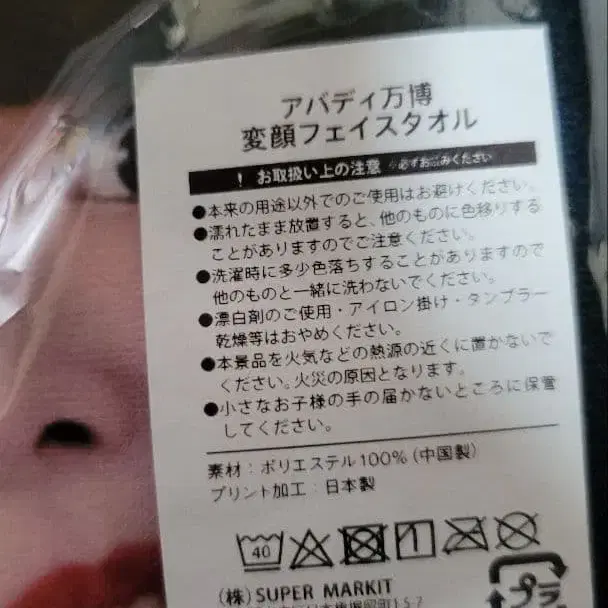 アバディ万博
変顔フェイスタオル
！ お取扱い上の注意 ※必ずお読みください
●本来の用途以外でのご使用はお避けください。
●濡れたまま放置すると、他のものに色移りする
ことがありますのでご注意ください。
●洗濯時に多少色落ちすることがありますので
他のものと一緒に洗わないでください。
●漂白剤のご使用・アイロン掛け・タンブラー
乾燥等はおやめください。
●本景品を火気などの熱源の近くに置かないで
ください。火災の原因となります。
●小さなお子様の手の届かないところに保管
してください。
素材：ポリエステル100%（中国製）
プリント加工：日本製
40
（株）SUPER MARKIT
プラ